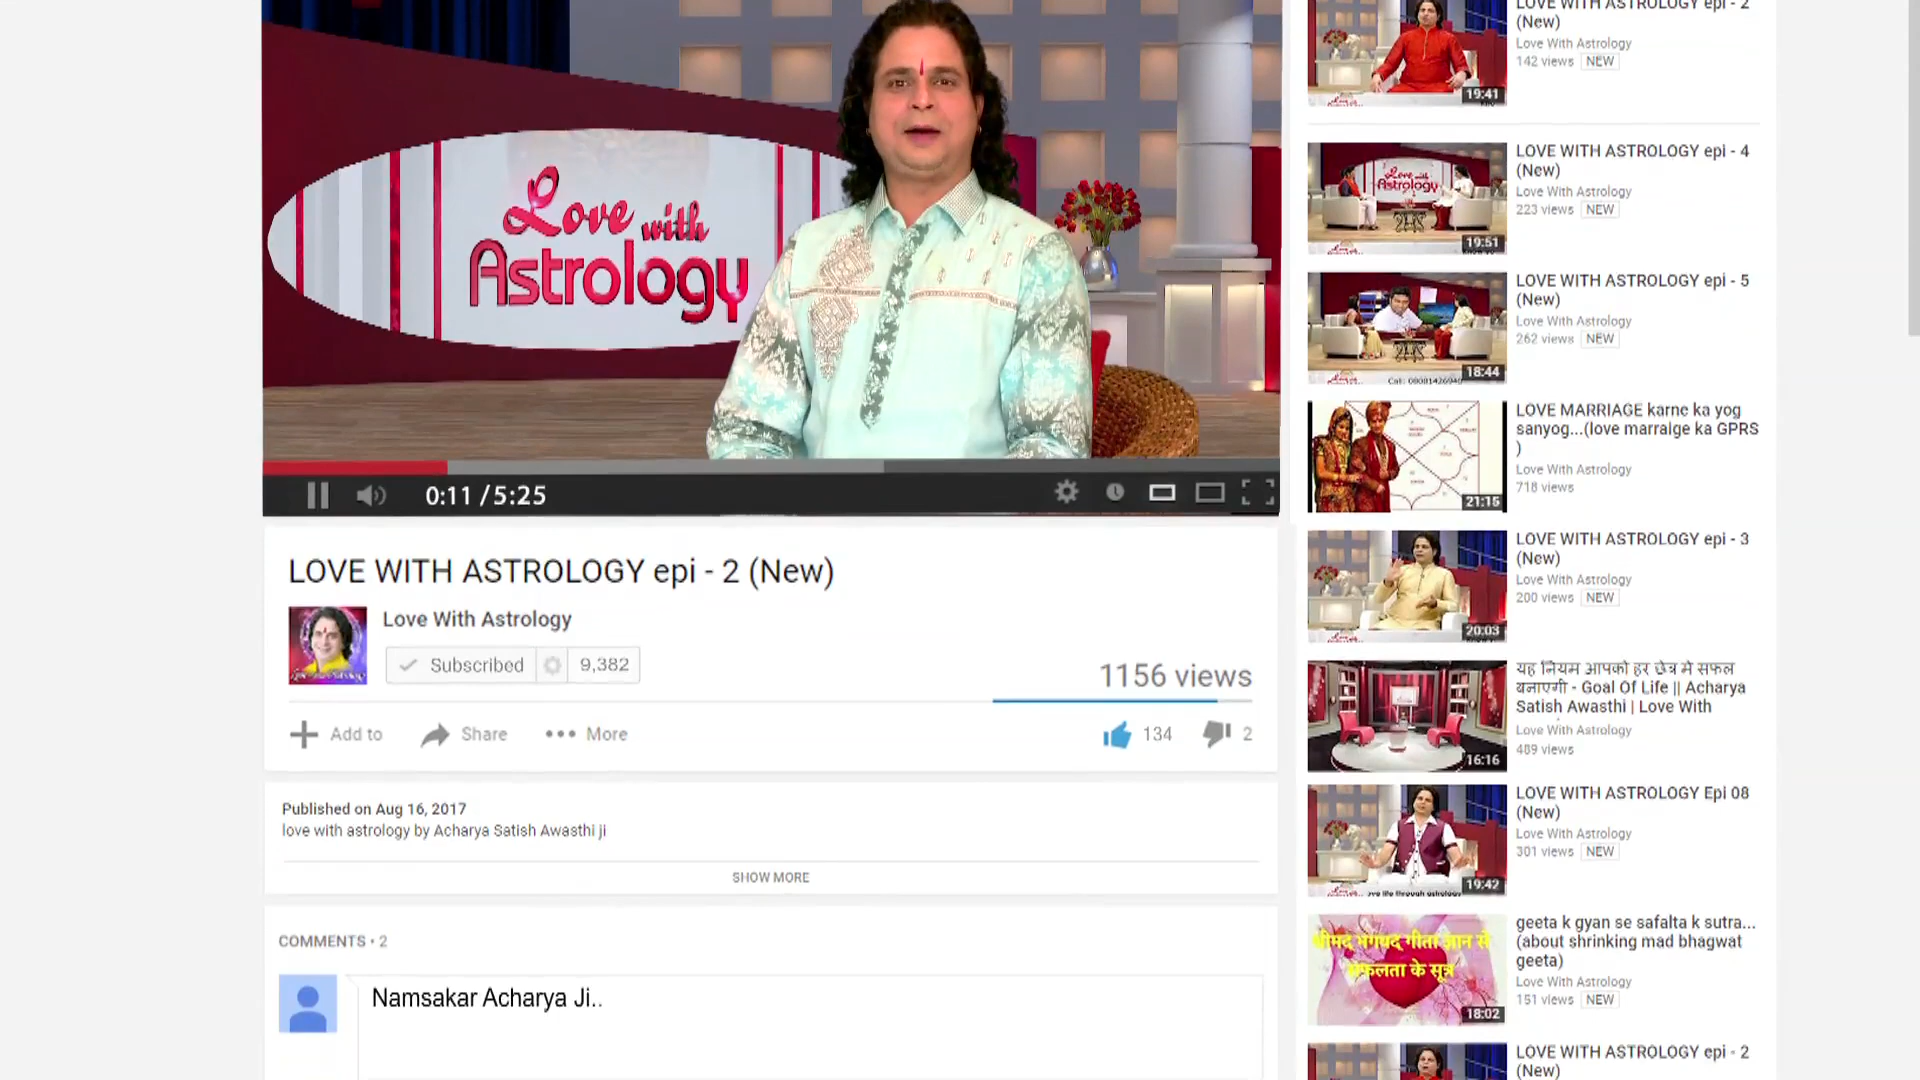 Love with
Astrology
0:11 / 5:25
LOVE WITH ASTROLOGY epi - 2 (New)
Love With Astrology
Subscribed 9,382
1156 views
Add to Share More 134 2
Published on Aug 16, 2017
love with astrology by Acharya Satish Awasthi ji
SHOW MORE
COMMENTS • 2
Namsakar Acharya Ji..
LOVE WITH ASTROLOGY epi - 2
(New)
Love With Astrology
142 views NEW
19:41
LOVE WITH ASTROLOGY epi - 4
(New)
Love With Astrology
223 views NEW
Love with
Astrology
19:51
LOVE WITH ASTROLOGY epi - 5
(New)
Love With Astrology
262 views NEW
18:44
LOVE MARRIAGE karne ka yog
sanyog...(love marraige ka GPRS
)
Love With Astrology
718 views
21:15
LOVE WITH ASTROLOGY epi - 3
(New)
Love With Astrology
200 views NEW
20:03
यह नियम आपको हर छेत्र मे सफल
बनाएगी - Goal Of Life || Acharya
Satish Awasthi | Love With
Love With Astrology
489 views
16:16
LOVE WITH ASTROLOGY Epi 08
(New)
Love With Astrology
301 views NEW
19:42
geeta k gyan se safalta k sutra...
(about shrinking mad bhagwat
geeta)
Love With Astrology
151 views NEW
श्रीमद भगवद गीता ज्ञान से
सफलता के सूत्र
18:02
LOVE WITH ASTROLOGY epi - 2
(New)